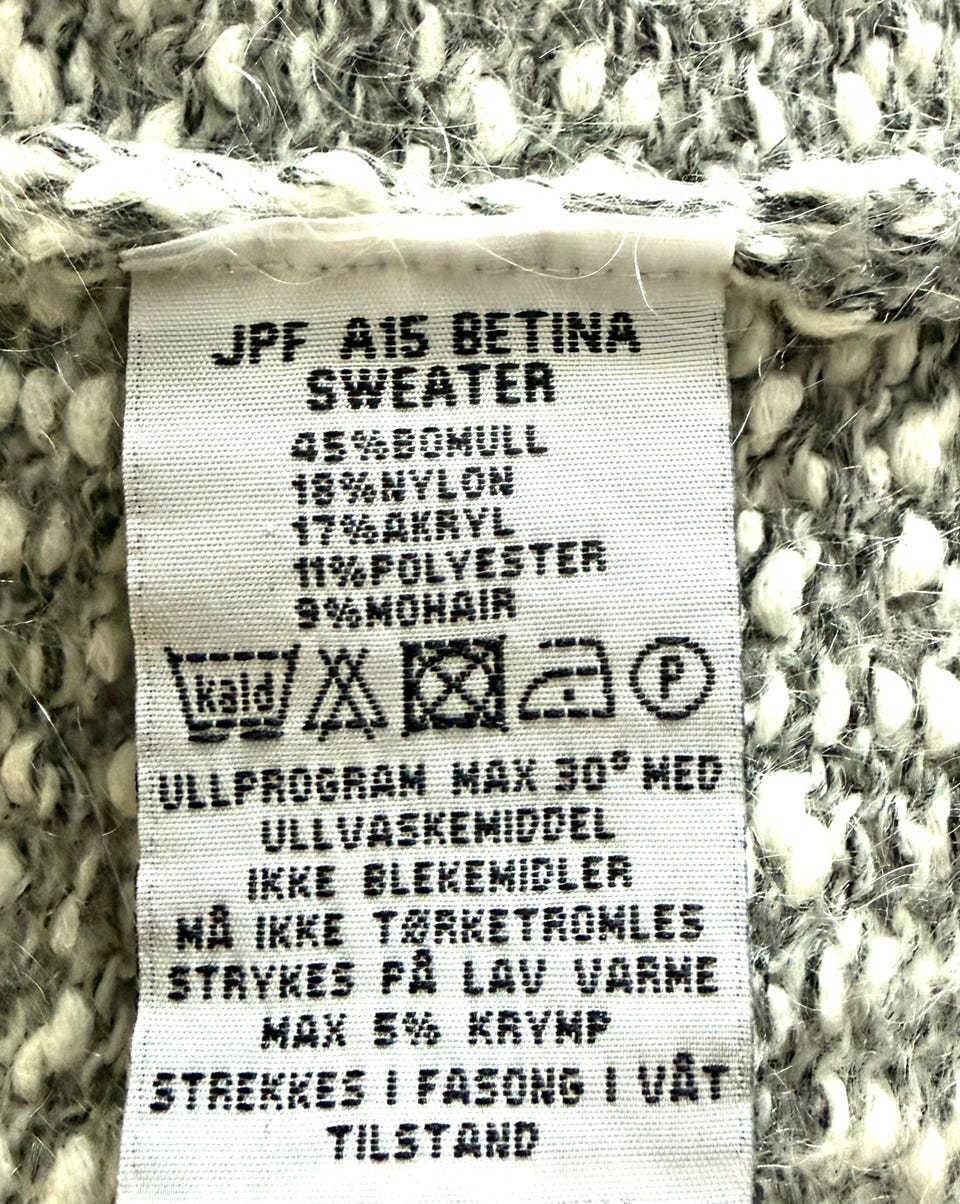 JPF A15 BETINA
SWEATER
45%BOMULL
18%NYLON
17%AKRYL
11%POLYESTER
9%MOHAIR
kald P
ULLPROGRAM MAX 30° MED
ULLVASKEMIDDEL
IKKE BLEKEMIDLER
MÅ IKKE TØRKETROMLES
STRYKES PÅ LAV VARME
MAX 5% KRYMP
STREKKES I FASONG I VÅT
TILSTAND